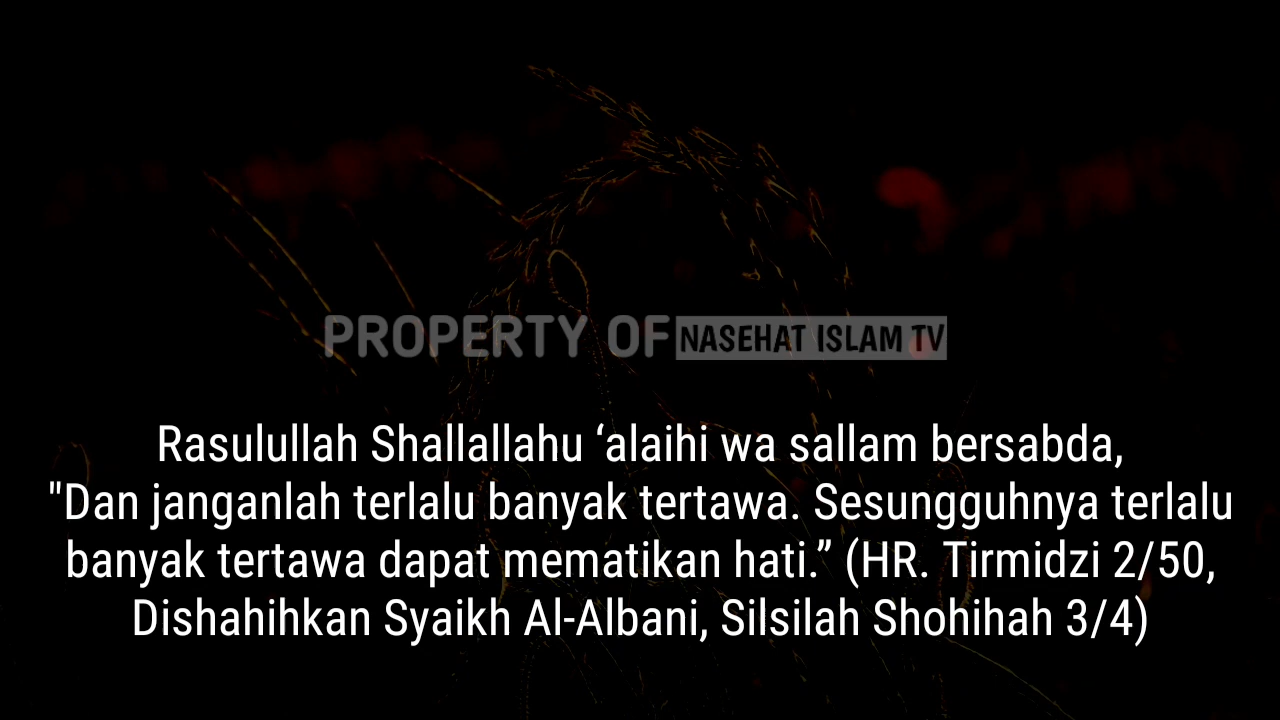 PROPERTY OF NASEHAT ISLAM TV
Rasulullah Shallallahu ‘alaihi wa sallam bersabda,
"Dan janganlah terlalu banyak tertawa. Sesungguhnya terlalu
banyak tertawa dapat mematikan hati.” (HR. Tirmidzi 2/50,
Dishahihkan Syaikh Al-Albani, Silsilah Shohihah 3/4)